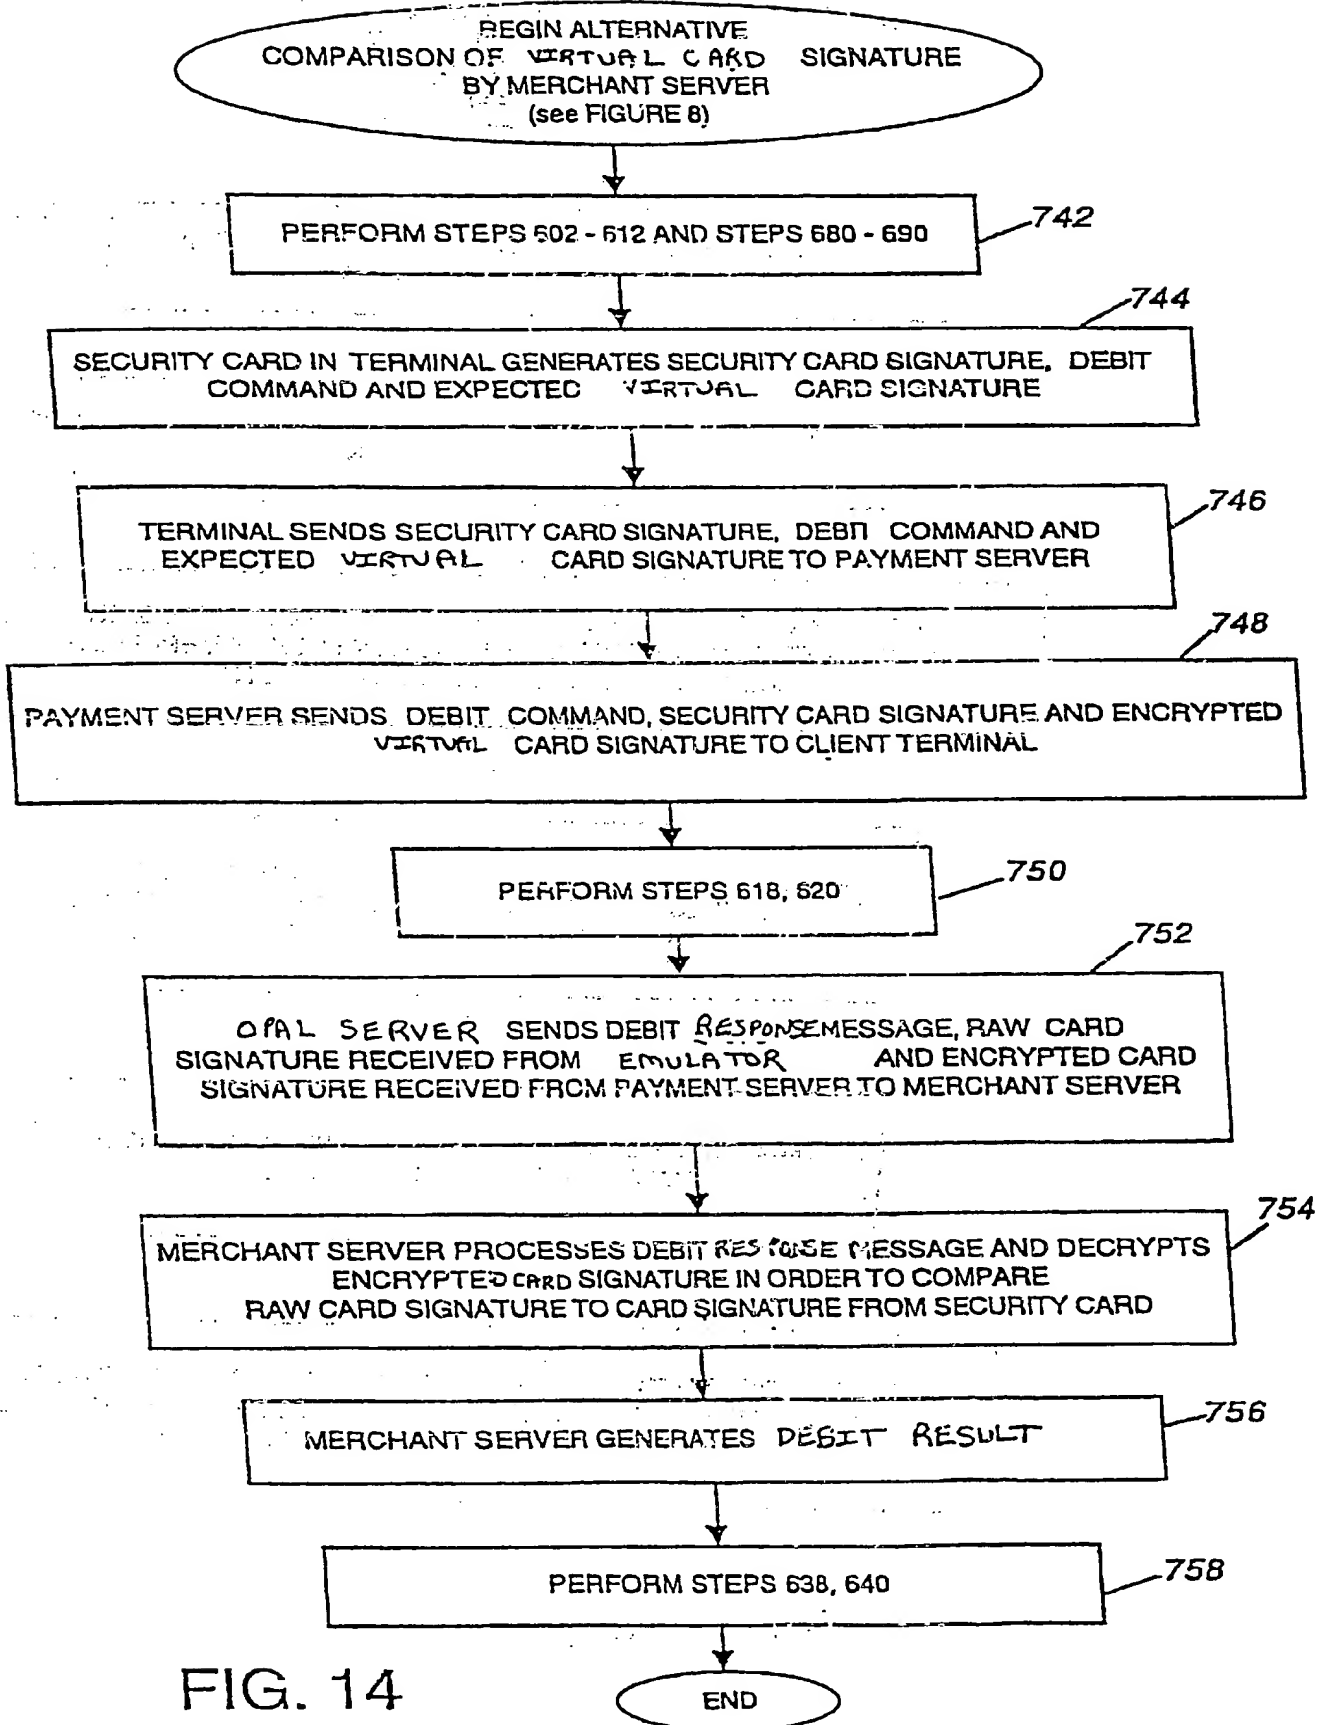 BEGIN ALTERNATIVE
COMPARISON OF VIRTUAL CARD SIGNATURE
BY MERCHANT SERVER
(see FIGURE 8)
PERFORM STEPS 602 - 612 AND STEPS 680 - 690
742
744
SECURITY CARD IN TERMINAL GENERATES SECURITY CARD SIGNATURE, DEBIT
COMMAND AND EXPECTED VIRTUAL CARD SIGNATURE
746
TERMINAL SENDS SECURITY CARD SIGNATURE, DEBIT COMMAND AND
EXPECTED VIRTUAL CARD SIGNATURE TO PAYMENT SERVER
748
PAYMENT SERVER SENDS DEBIT COMMAND, SECURITY CARD SIGNATURE AND ENCRYPTED
VIRTUAL CARD SIGNATURE TO CLIENT TERMINAL
750
PERFORM STEPS 618, 620
752
OPAL SERVER SENDS DEBIT RESPONSE MESSAGE, RAW CARD
SIGNATURE RECEIVED FROM EMULATOR AND ENCRYPTED CARD
SIGNATURE RECEIVED FROM PAYMENT SERVER TO MERCHANT SERVER
754
MERCHANT SERVER PROCESSES DEBIT RESPONSE MESSAGE AND DECRYPTS
ENCRYPTED CARD SIGNATURE IN ORDER TO COMPARE
RAW CARD SIGNATURE TO CARD SIGNATURE FROM SECURITY CARD
756
MERCHANT SERVER GENERATES DEBIT RESULT
758
PERFORM STEPS 638, 640
FIG. 14
END